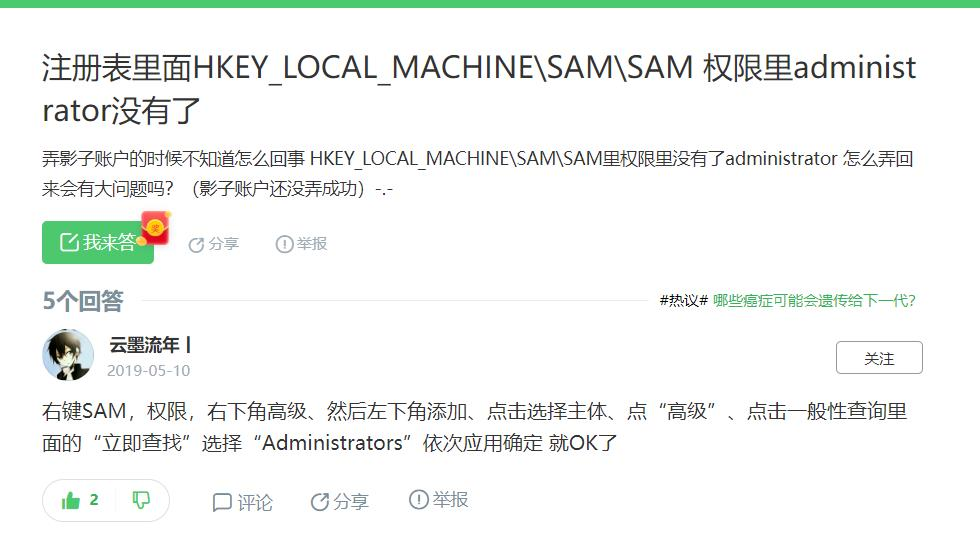 注册表里面HKEY_LOCAL_MACHINE\SAM\SAM 权限里administ
rator没有了
弄影子账户的时候不知道怎么回事 HKEY_LOCAL_MACHINE\SAM\SAM里权限里没有了administrator 怎么弄回
来会有大问题吗？（影子账户还没弄成功）-.-
我来答
奖
分享
举报
5个回答
#热议# 哪些癌症可能会遗传给下一代？
云墨流年丨
2019-05-10
关注
右键SAM，权限，右下角高级、然后左下角添加、点击选择主体、点“高级”、点击一般性查询里
面的“立即查找”选择“Administrators”依次应用确定 就OK了
2
评论
分享
举报